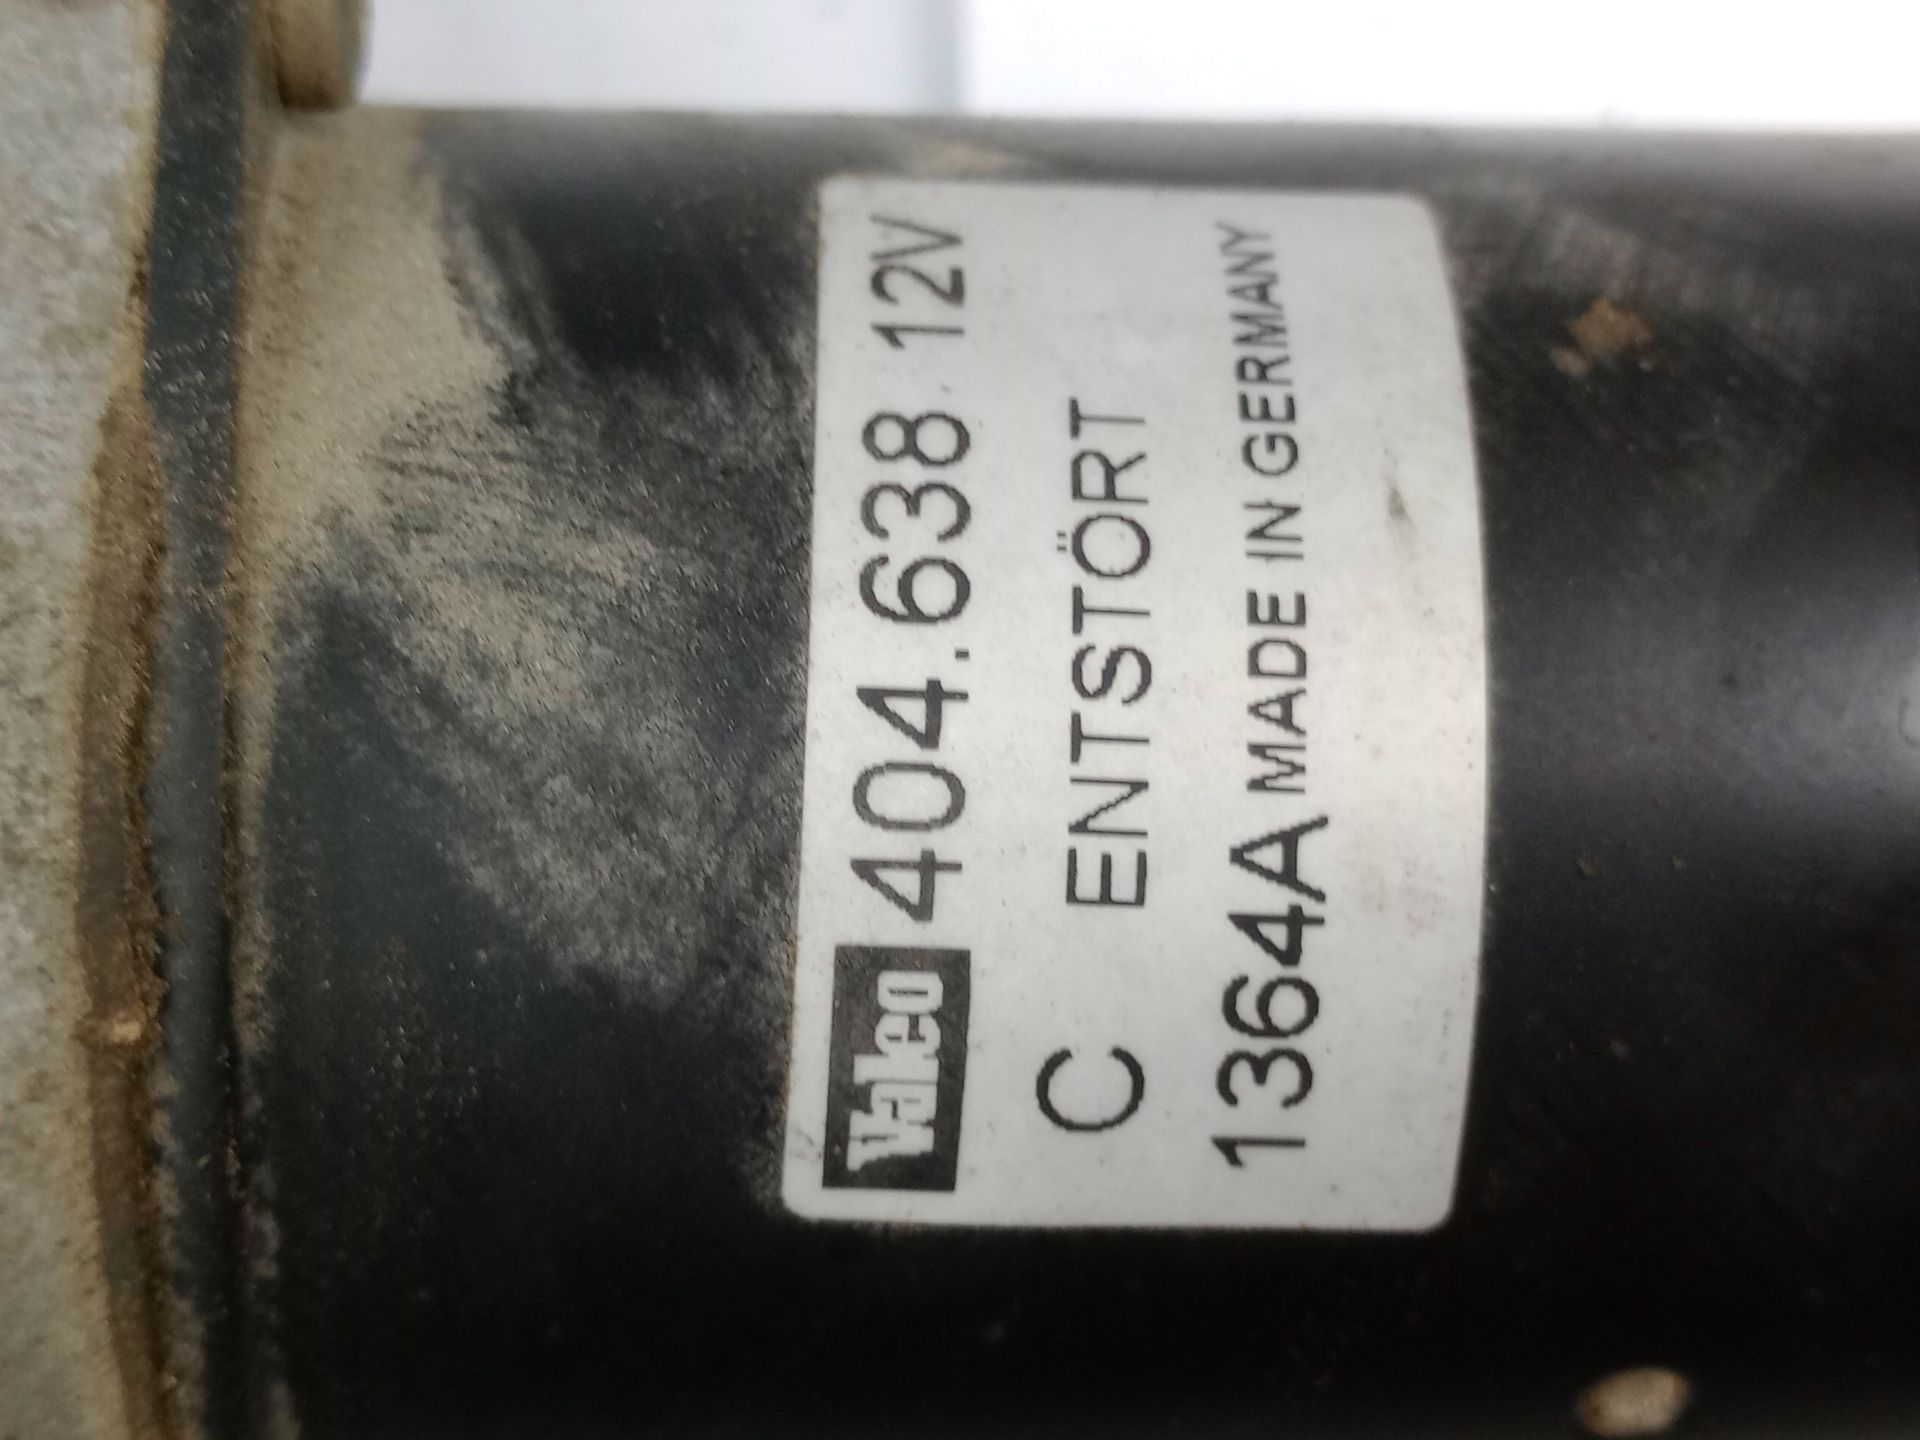 Valeo 404.638 12V
C ENTSTÖRT
1364A MADE IN GERMANY